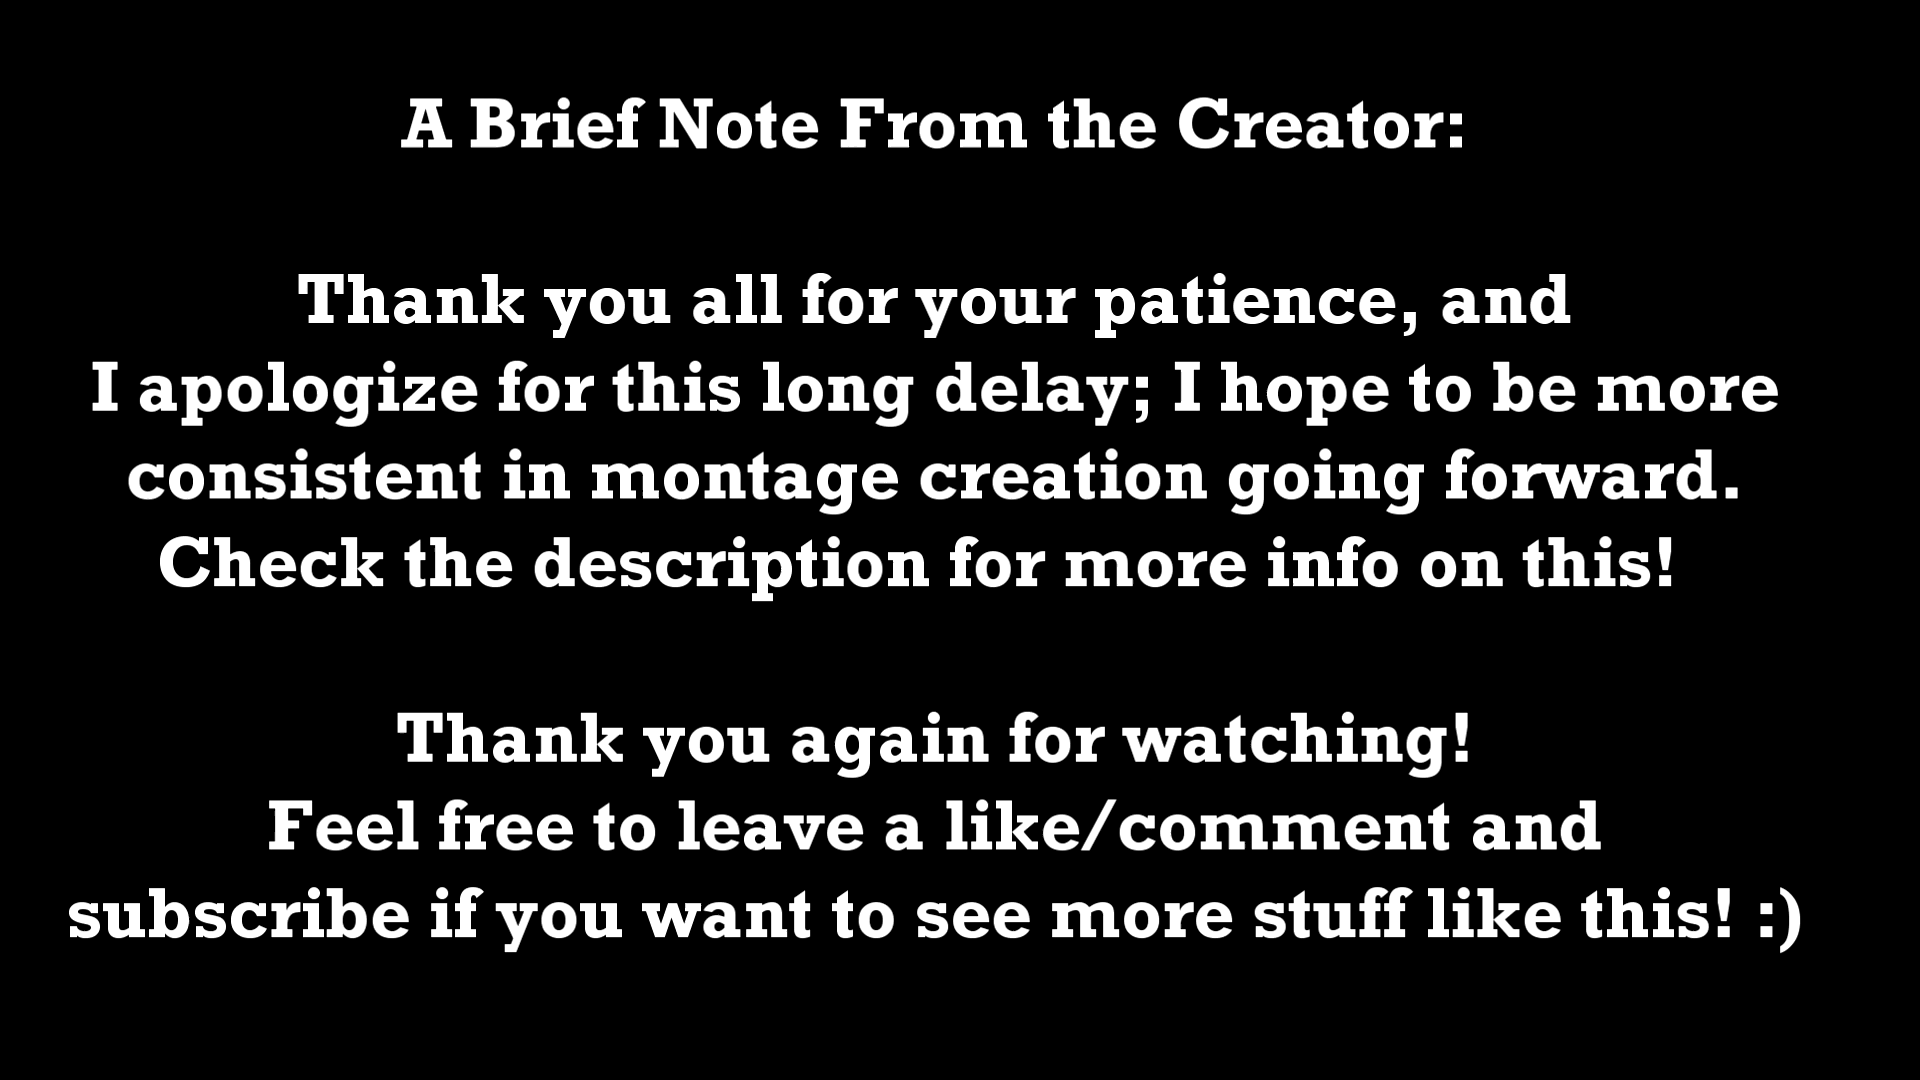 A Brief Note From the Creator:
Thank you all for your patience, and
I apologize for this long delay; I hope to be more
consistent in montage creation going forward.
Check the description for more info on this!
Thank you again for watching!
Feel free to leave a like/comment and
subscribe if you want to see more stuff like this! :)